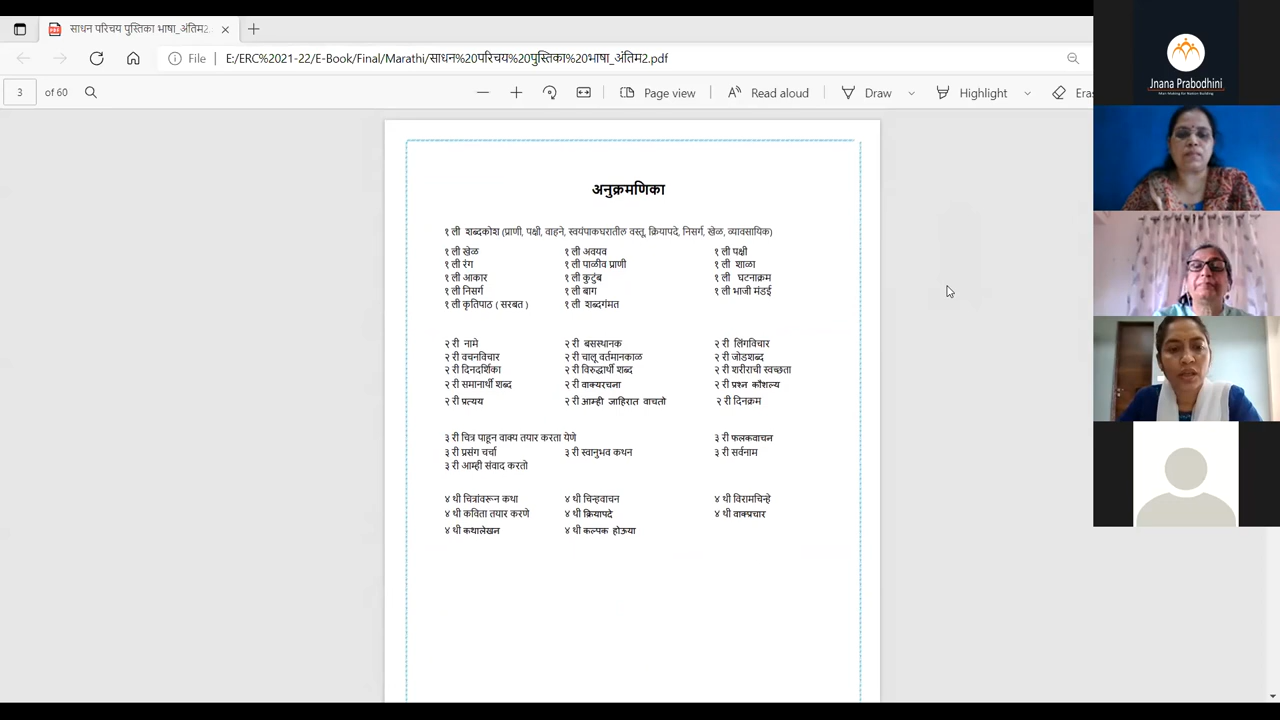 साधन परिचय पुस्तिका भाषा_अंतिम2.
File E:/ERC%2021-22/E-Book/Final/Marathi/साधन%20परिचय%20पुस्तिका%20भाषा_अंतिम2.pdf
3 of 60 Page view Read aloud Draw Highlight Eras
Jnana Prabodhini
अनुक्रमणिका
१ ली शब्दकोश (प्राणी, पक्षी, वाहने, स्वयंपाकघरातील वस्तू, क्रियापदे, निसर्ग, खेळ, व्यावसायिक)
१ ली खेळ १ ली अवयव १ ली पक्षी
१ ली रंग १ ली पाळीव प्राणी १ ली शाळा
१ ली आकार १ ली कुटुंब १ ली घटनाक्रम
१ ली निसर्ग १ ली बाग १ ली भाजी मंडई
१ ली कृतिपाठ ( सरबत ) १ ली शब्दगंमत
२ री नामे २ री बसस्थानक २ री लिंगविचार
२ री वचनविचार २ री चालू वर्तमानकाळ २ री जोडशब्द
२ री दिनदर्शिका २ री विरुद्धार्थी शब्द २ री शरीराची स्वच्छता
२ री समानार्थी शब्द २ री वाक्यरचना २ री प्रश्न कौशल्य
२ री प्रत्यय २ री आम्ही जाहिरात वाचतो २ री दिनक्रम
३ री चित्र पाहून वाक्य तयार करता येणे ३ री फलकवाचन
३ री प्रसंग चर्चा ३ री स्वानुभव कथन ३ री सर्वनाम
३ री आम्ही संवाद करतो
४ थी चित्रांवरून कथा ४ थी चिन्हवाचन ४ थी विरामचिन्हे
४ थी कविता तयार करणे ४ थी क्रियापदे ४ थी वाक्प्रचार
४ थी कथालेखन ४ थी कल्पक होऊया